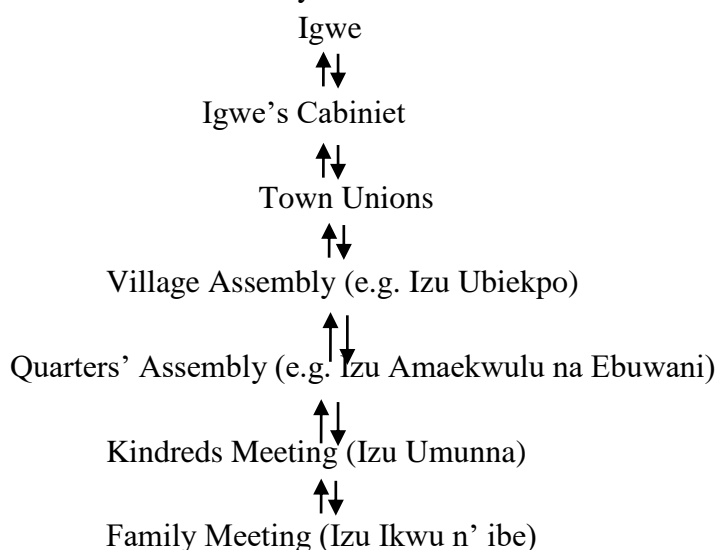 Igwe
Igwe's Cabiniet
Town Unions
Village Assembly (e.g. Izu Ubiekpo)
Quarters' Assembly (e.g. Izu Amaekwulu na Ebuwani)
Kindreds Meeting (Izu Umunna)
Family Meeting (Izu Ikwu n' ibe)